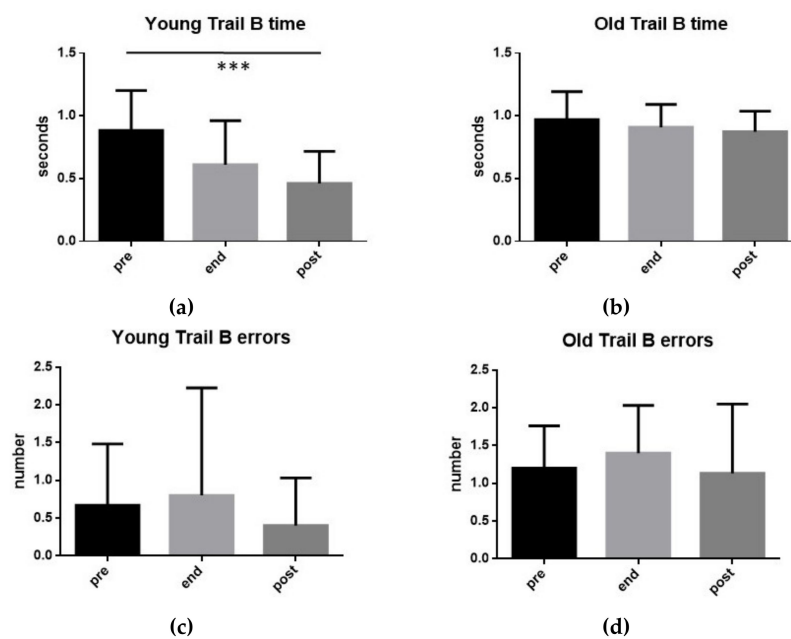 Young Trail B time
1.5
***
1.0
seconds
0.5
0.0
pre
end
post
(a)
Old Trail B time
1.5
1.0
seconds
0.5
0.0
pre
end
post
(b)
Young Trail B errors
2.5
2.0
1.5
number
1.0
0.5
0.0
pre
end
post
(c)
Old Trail B errors
2.5
2.0
1.5
number
1.0
0.5
0.0
pre
end
post
(d)